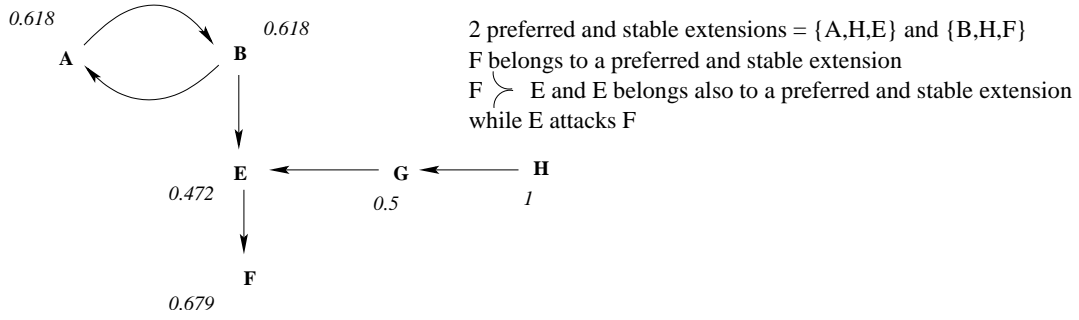 0.618
A
B
0.618
2 preferred and stable extensions = {A,H,E} and {B,H,F}
F belongs to a preferred and stable extension
F ≻ E and E belongs also to a preferred and stable extension
while E attacks F
E
G
H
0.472
0.5
1
F
0.679